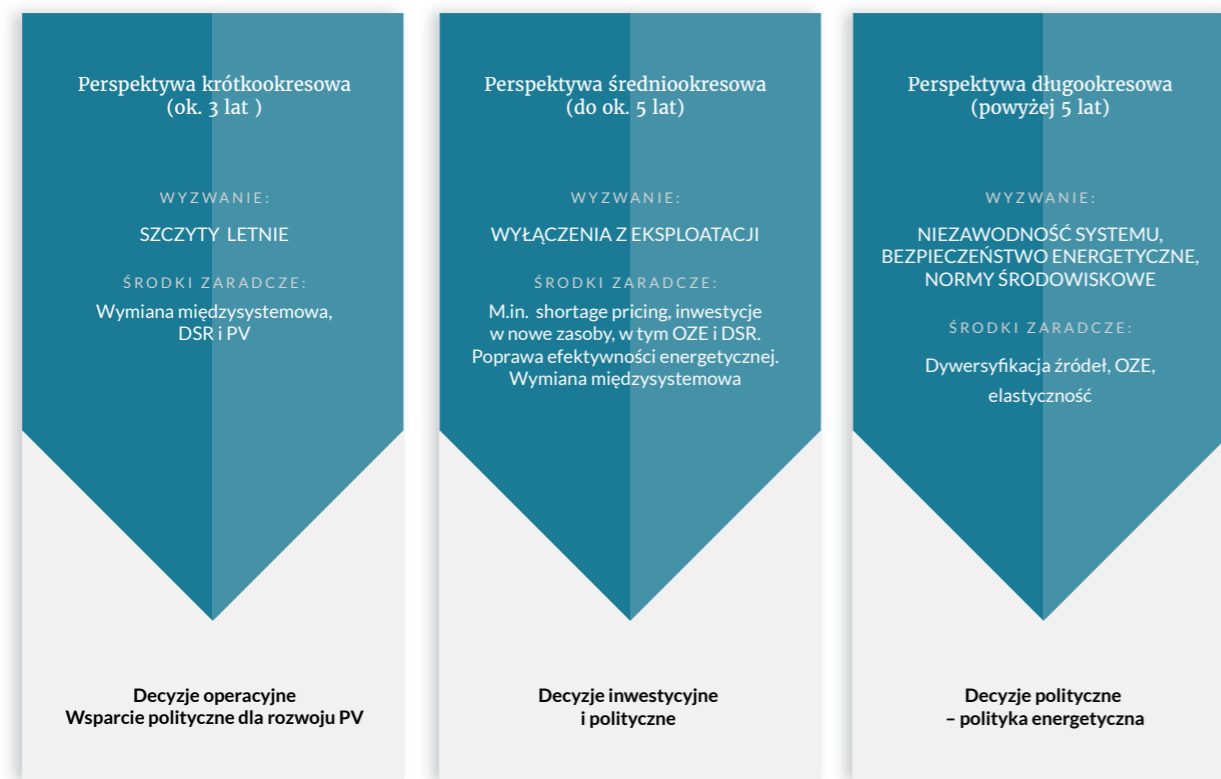 Perspektywa krótkookresowa
(ok. 3 lat )
WYZWANIE:
SZCZYTY LETNIE
ŚRODKI ZARADCZE:
Wymiana międzysystemowa,
DSR i PV
Decyzje operacyjne
Wsparcie polityczne dla rozwoju PV
Perspektywa średniookresowa
(do ok. 5 lat)
WYZWANIE:
WYŁĄCZENIA Z EKSPLOATACJI
ŚRODKI ZARADCZE:
M.in. shortage pricing, inwestycje
w nowe zasoby, w tym OZE i DSR.
Poprawa efektywności energetycznej.
Wymiana międzysystemowa
Decyzje inwestycyjne
i polityczne
Perspektywa długookresowa
(powyżej 5 lat)
WYZWANIE:
NIEZAWODNOŚĆ SYSTEMU,
BEZPIECZEŃSTWO ENERGETYCZNE,
NORMY ŚRODOWISKOWE
ŚRODKI ZARADCZE:
Dywersyfikacja źródeł, OZE,
elastyczność
Decyzje polityczne
– polityka energetyczna